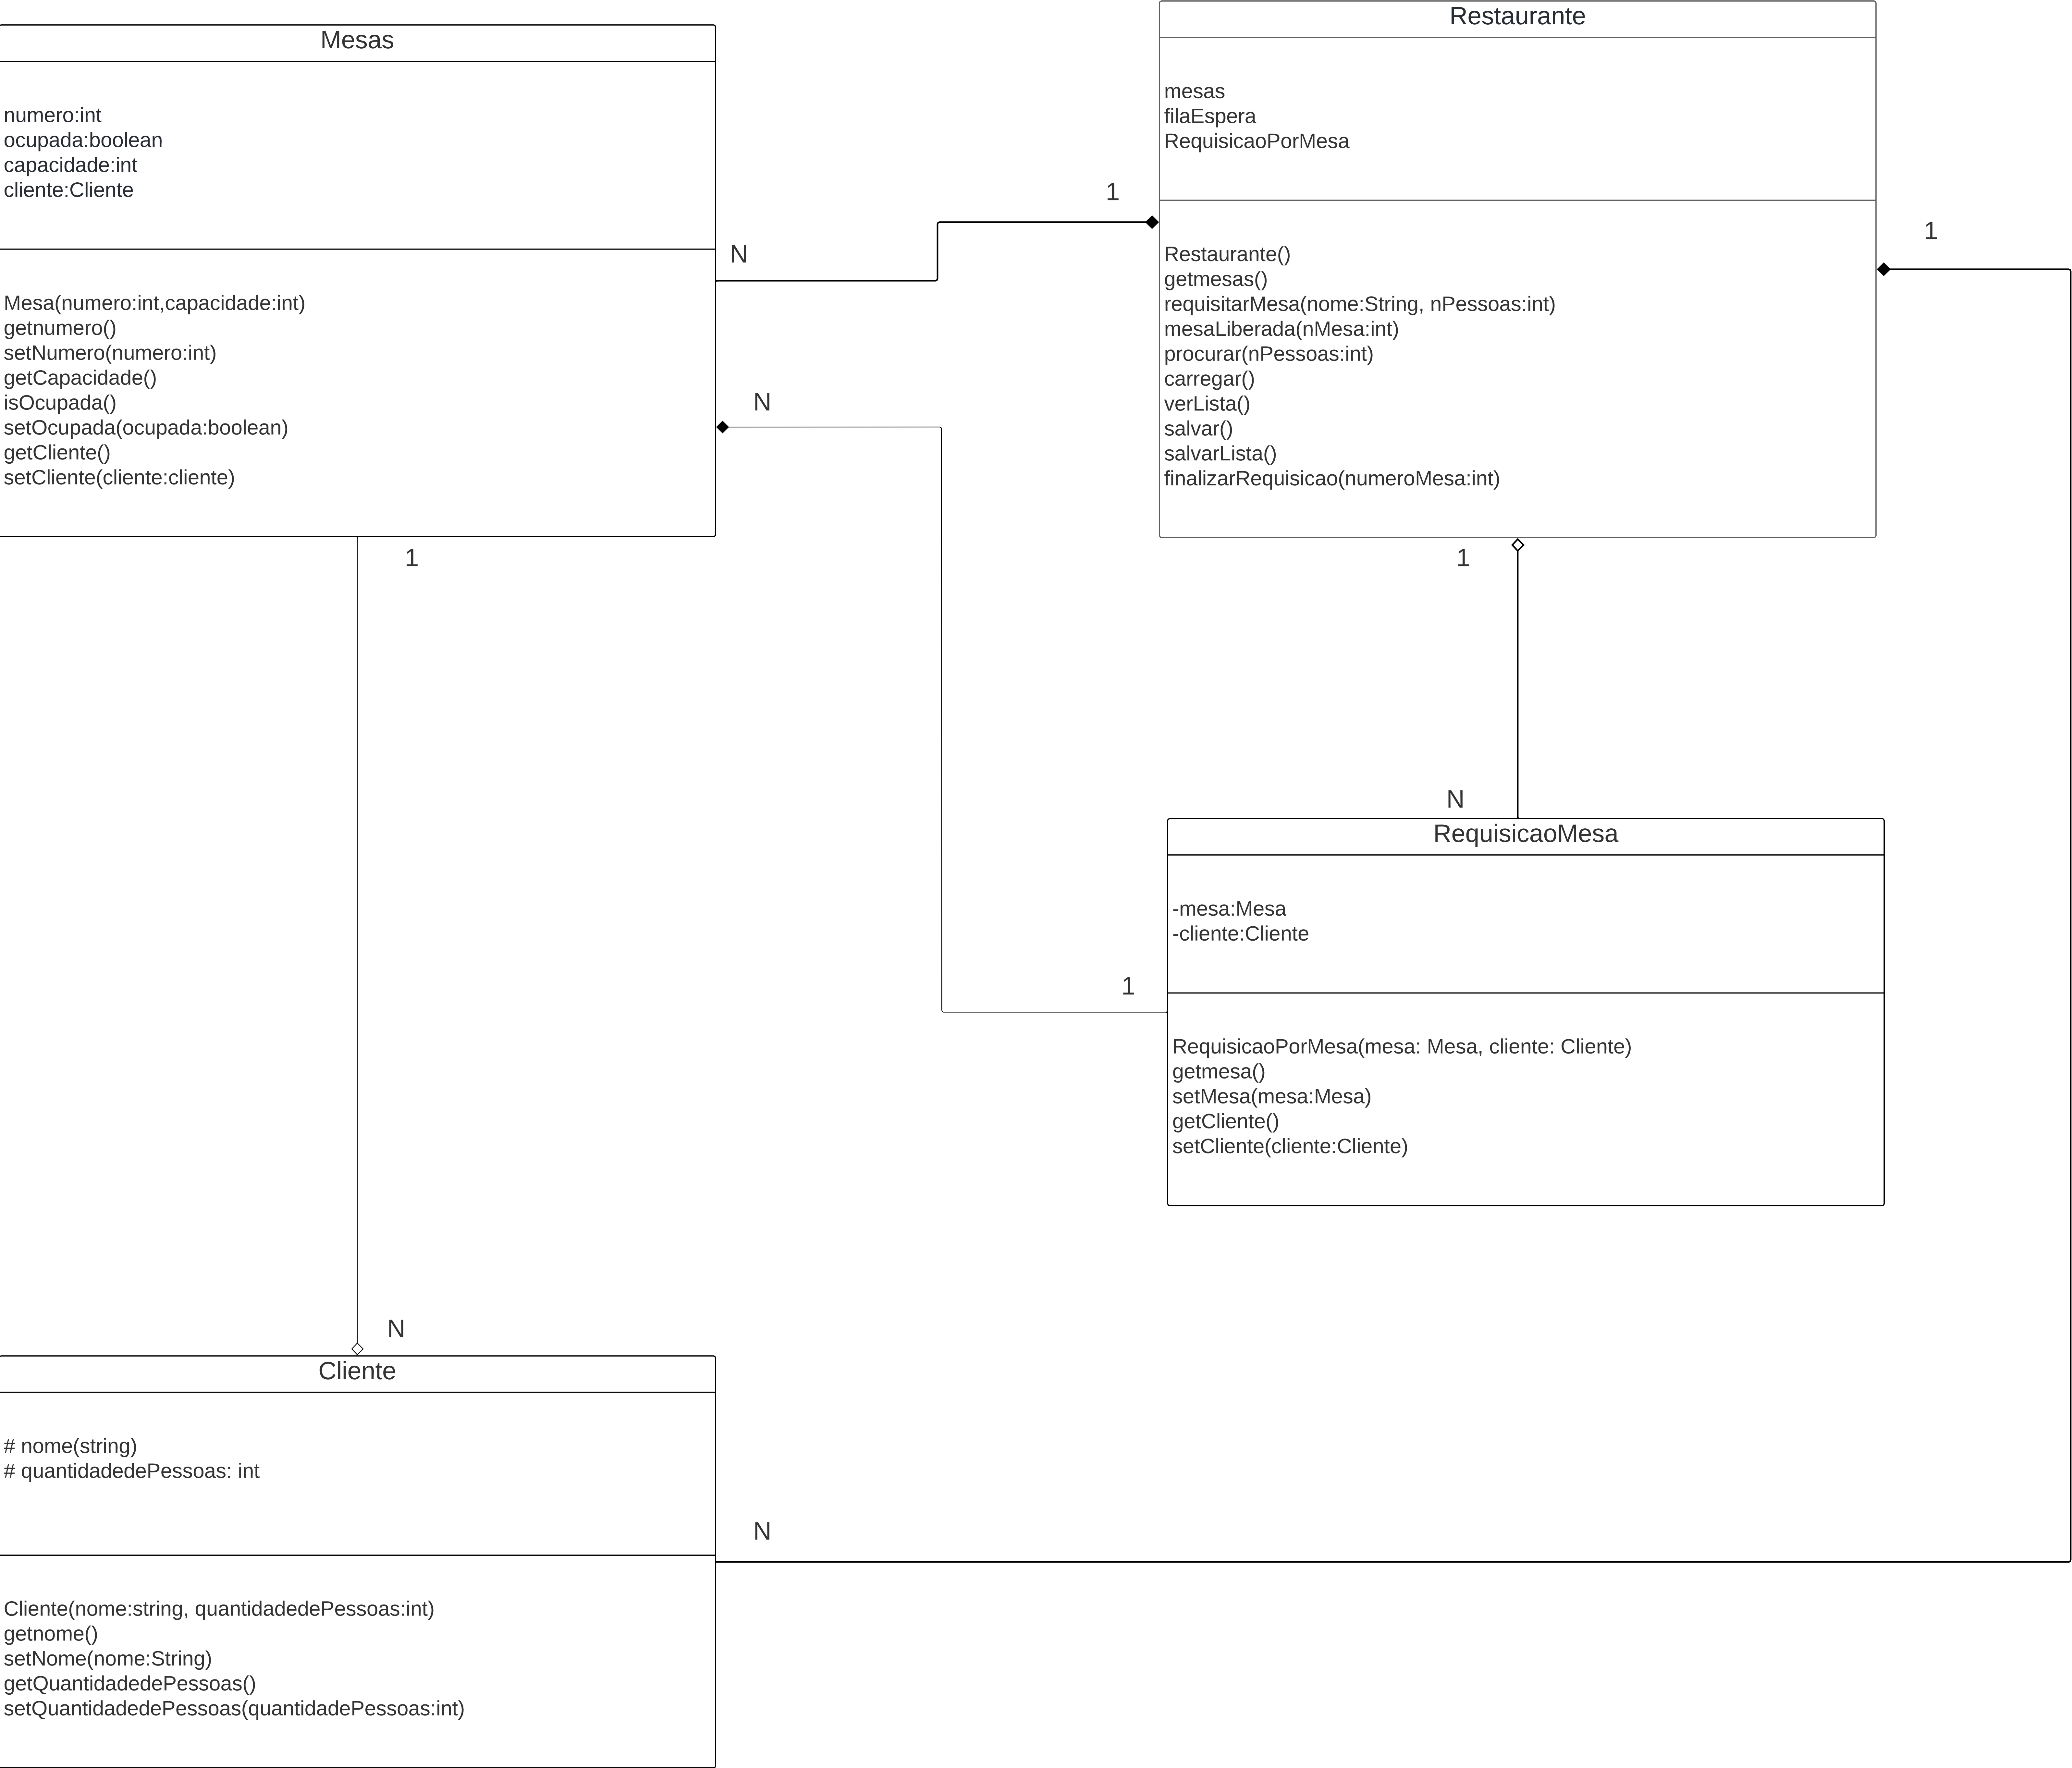 Mesas
numero:int
ocupada:boolean
capacidade:int
cliente:Cliente
Mesa(numero:int,capacidade:int)
getnumero()
setNumero(numero:int)
getCapacidade()
isOcupada()
setOcupada(ocupada:boolean)
getCliente()
setCliente(cliente:cliente)
Restaurante
mesas
filaEspera
RequisicaoPorMesa
Restaurante()
getmesas()
requisitarMesa(nome:String, nPessoas:int)
mesaLiberada(nMesa:int)
procurar(nPessoas:int)
carregar()
verLista()
salvar()
salvarLista()
finalizarRequisicao(numeroMesa:int)
1
N
1
N
1
1
N
1
RequisicaoMesa
-mesa:Mesa
-cliente:Cliente
RequisicaoPorMesa(mesa: Mesa, cliente: Cliente)
getmesa()
setMesa(mesa:Mesa)
getCliente()
setCliente(cliente:Cliente)
N
Cliente
# nome(string)
# quantidadedePessoas: int
Cliente(nome:string, quantidadedePessoas:int)
getnome()
setNome(nome:String)
getQuantidadedePessoas()
setQuantidadedePessoas(quantidadePessoas:int)
N